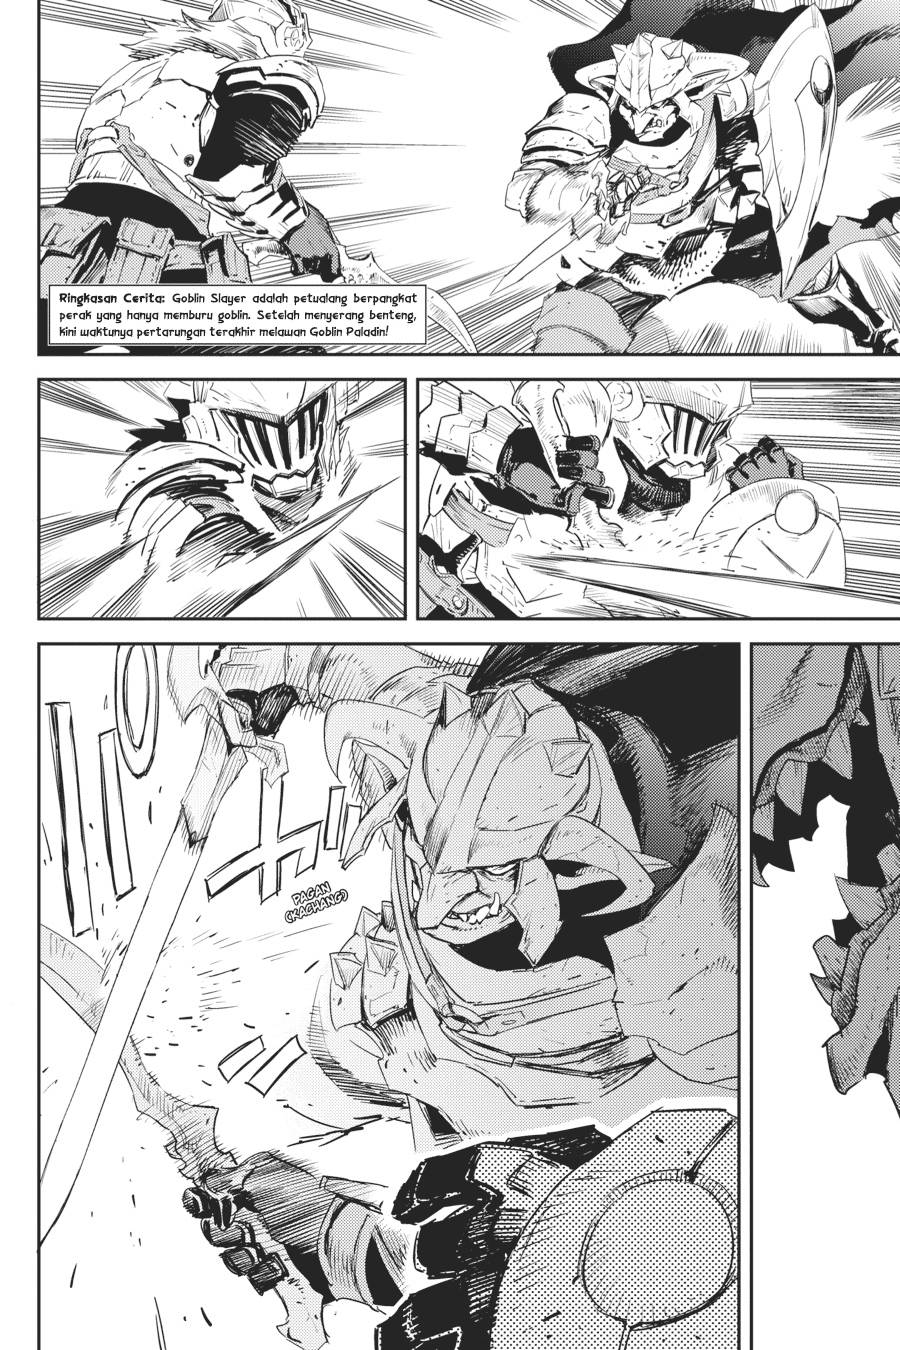 Ringkasan Cerita: Goblin Slayer adalah petualang berpangkat
perak yang hanya memburu goblin. Setelah menyerang benteng,
kini waktunya pertarungan terakhir melawan Goblin Paladin!
PAGAN
(KACHANG)